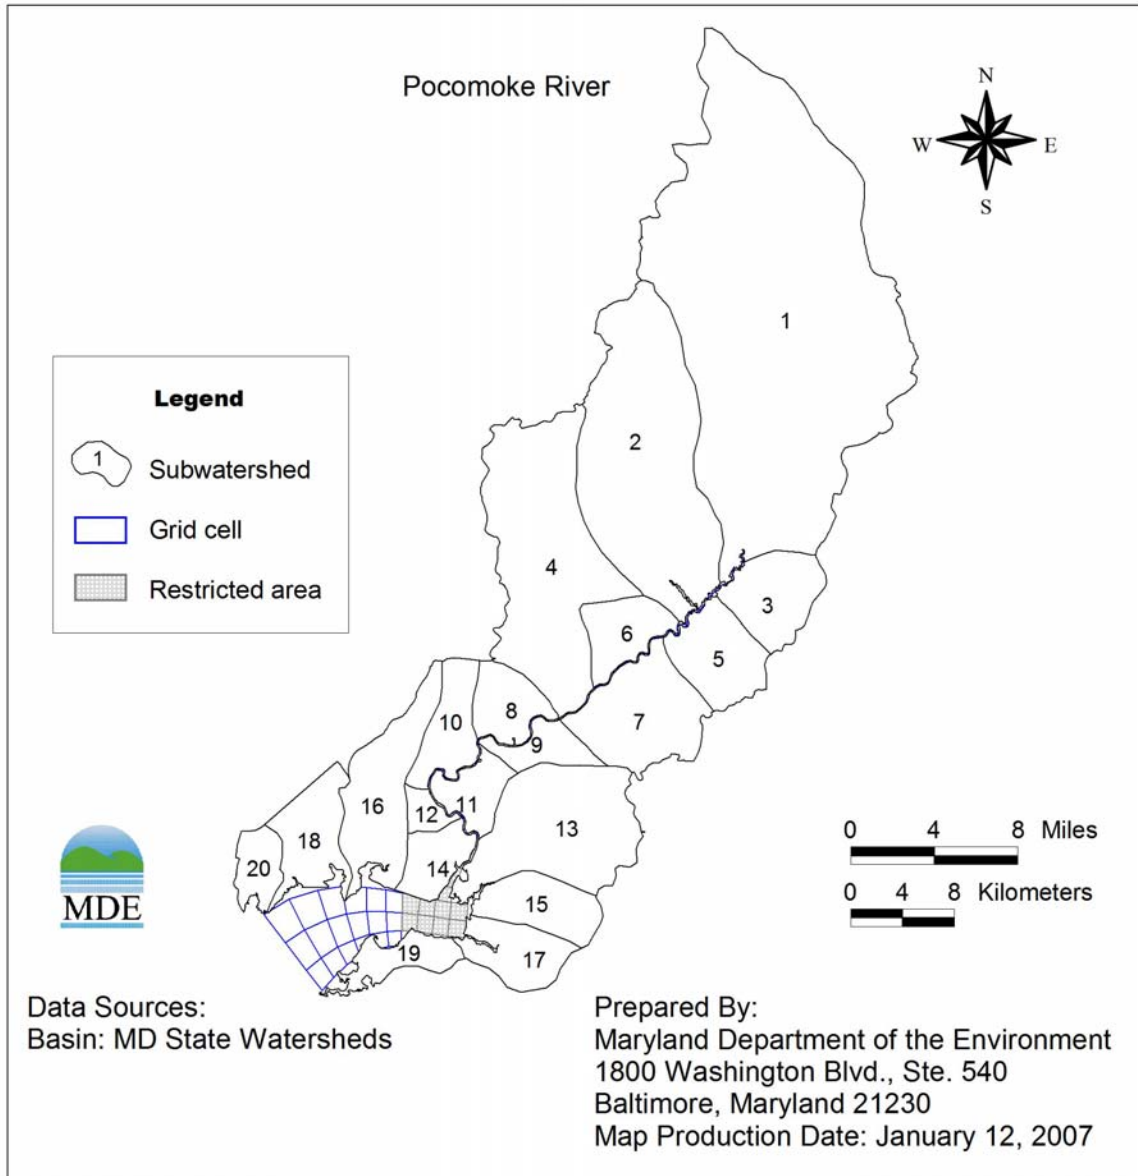 Pocomoke River
N
W E
S
1
2
4
3
6
5
7
8
10
9
16
11
12
13
18
20
14
15
19
17
Legend
1 Subwatershed
Grid cell
Restricted area
0 4 8 Miles
0 4 8 Kilometers
MDE
Data Sources:
Basin: MD State Watersheds
Prepared By:
Maryland Department of the Environment
1800 Washington Blvd., Ste. 540
Baltimore, Maryland 21230
Map Production Date: January 12, 2007